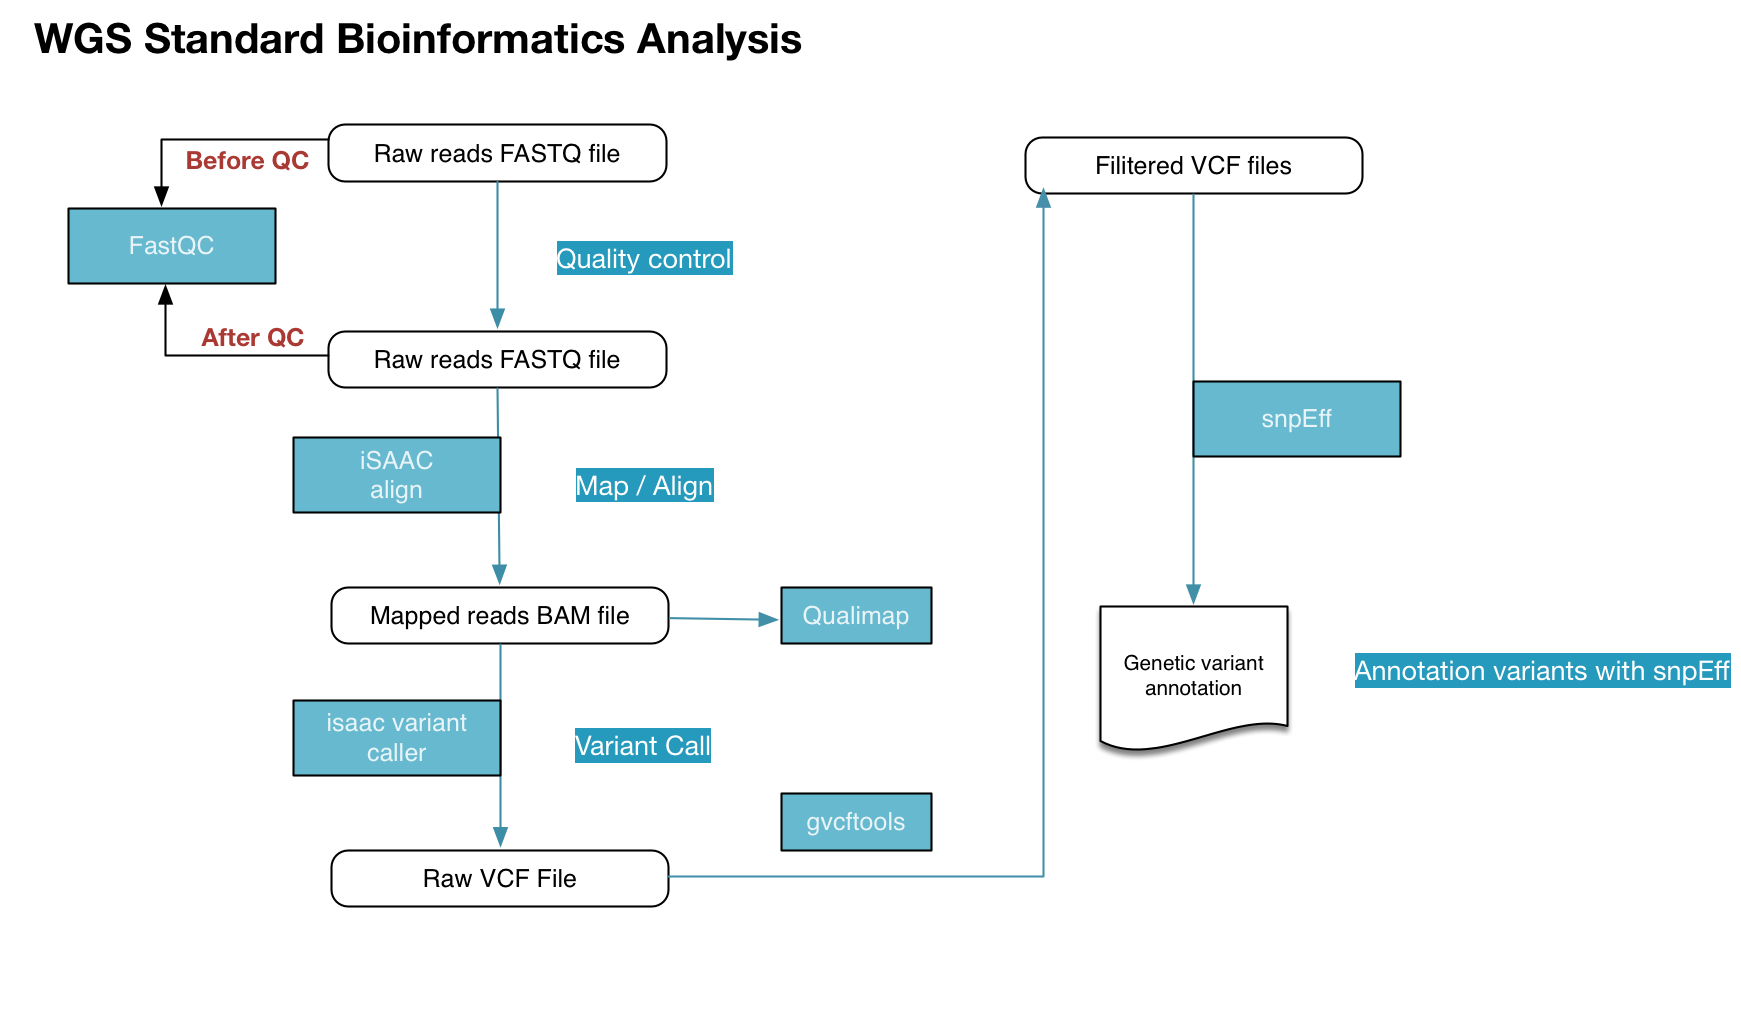 WGS Standard Bioinformatics Analysis
Raw reads FASTQ file
Before QC
FastQC
Quality control
After QC
Raw reads FASTQ file
iSAAC
align
Map / Align
Mapped reads BAM file
Qualimap
isaac variant
caller
Variant Call
gvcftools
Raw VCF File
Filitered VCF files
snpEff
Genetic variant
annotation
Annotation variants with snpEff